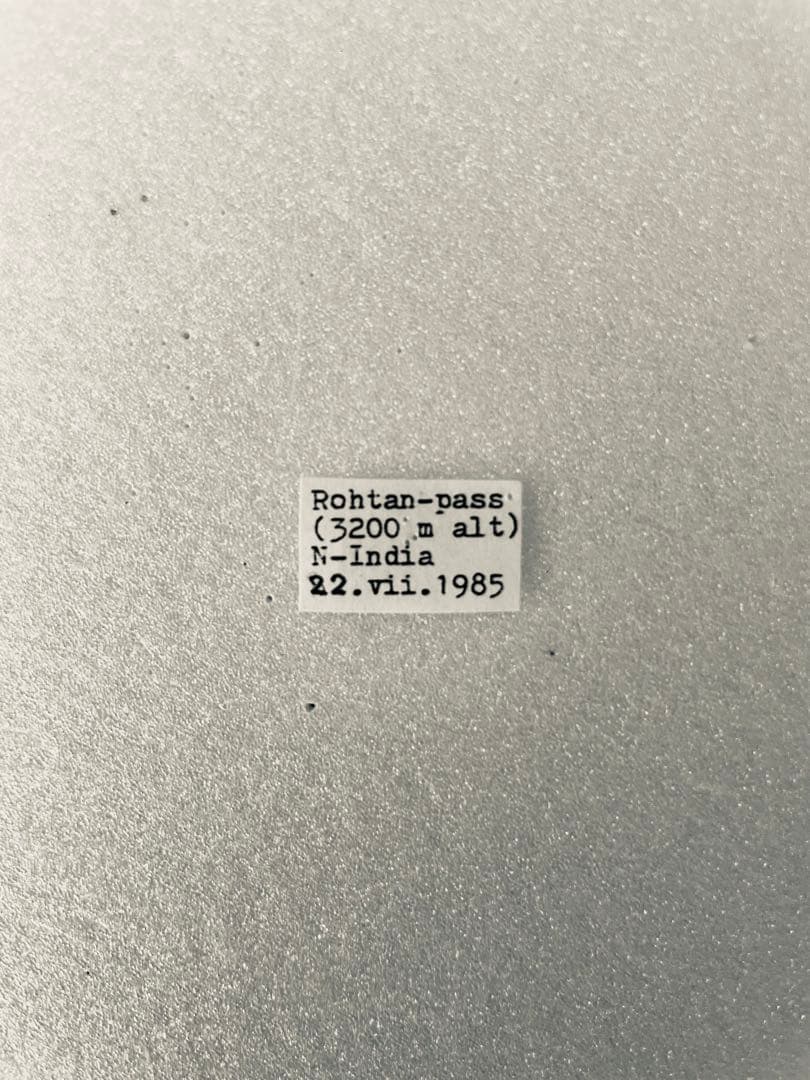 Rohtan-pass
(3200 m alt)
N-India
22.vii.1985